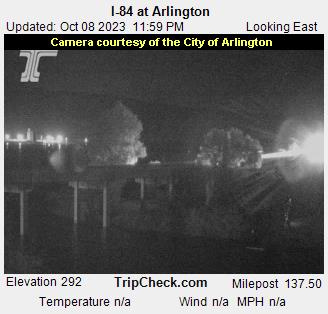 I-84 at Arlington
Updated: Oct 08 2023 11:59 PM Looking East
Camera courtesy of the City of Arlington
Elevation 292 TripCheck.com Milepost 137.50
Temperature n/a Wind n/a MPH n/a